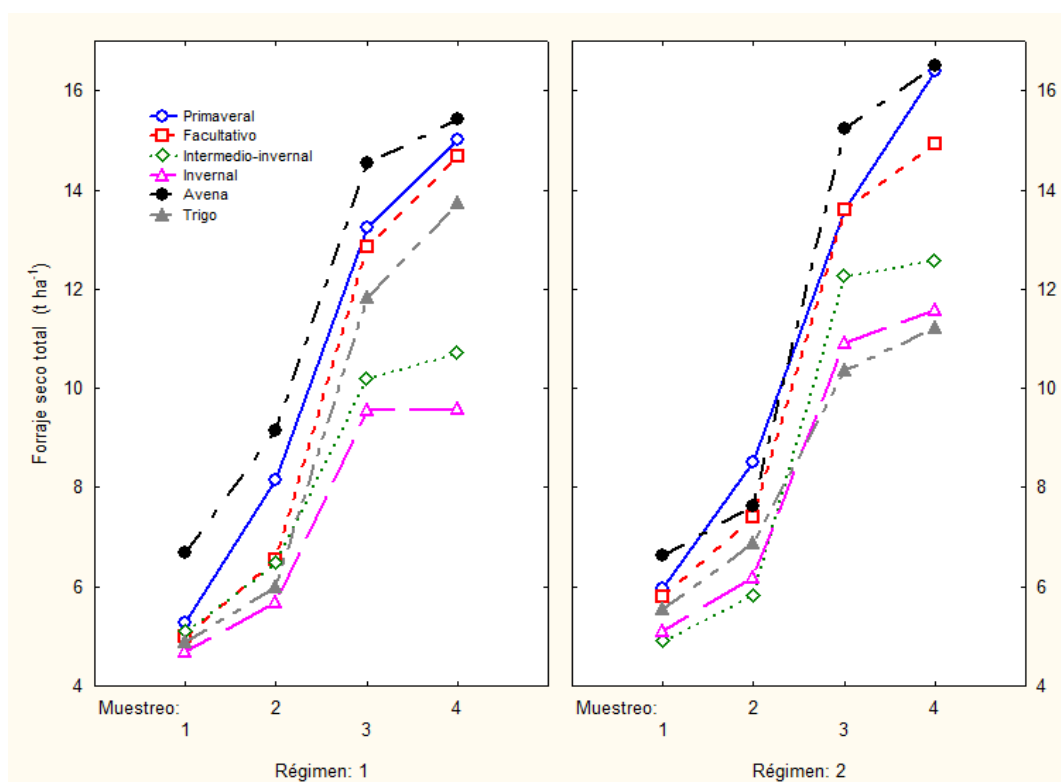 16
14
12
10
8
6
4
Forraje seco total (t ha-1)
Primaveral
Facultativo
Intermedio-invernal
Invernal
Avena
Trigo
16
14
12
10
8
6
4
Muestreo: 2 4
1 3
Régimen: 1
2 4
1 3
Régimen: 2